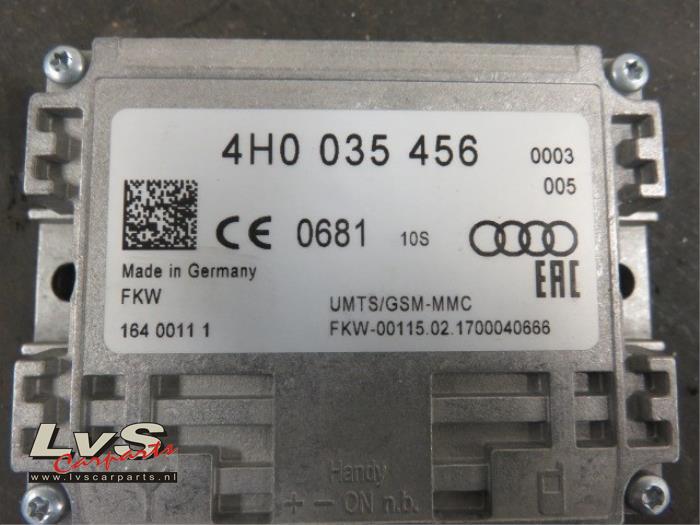 4H0 035 456 0003
005
CE 0681 10S
EAC
Made in Germany
FKW
UMTS/GSM-MMC
164 0011 1
FKW-00115.02.1700040666
LvS
Carparts
www.lvscarparts.nl
Handy
+ − ON n.b.